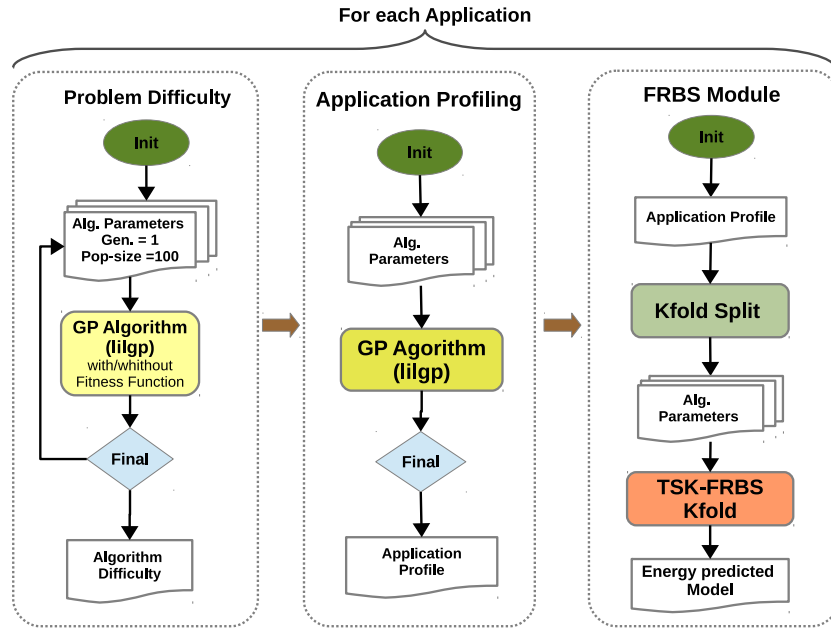 For each Application
Problem Difficulty
Init
Alg. Parameters
Gen. = 1
Pop-size =100
GP Algorithm
(lilgp)
with/whithout
Fitness Function
Final
Algorithm
Difficulty
Application Profiling
Init
Alg.
Parameters
GP Agorithm
(lilgp)
Final
Application
Profile
FRBS Module
Init
Application Profile
Kfold Split
Alg.
Parameters
TSK-FRBS
Kfold
Energy predicted
Model